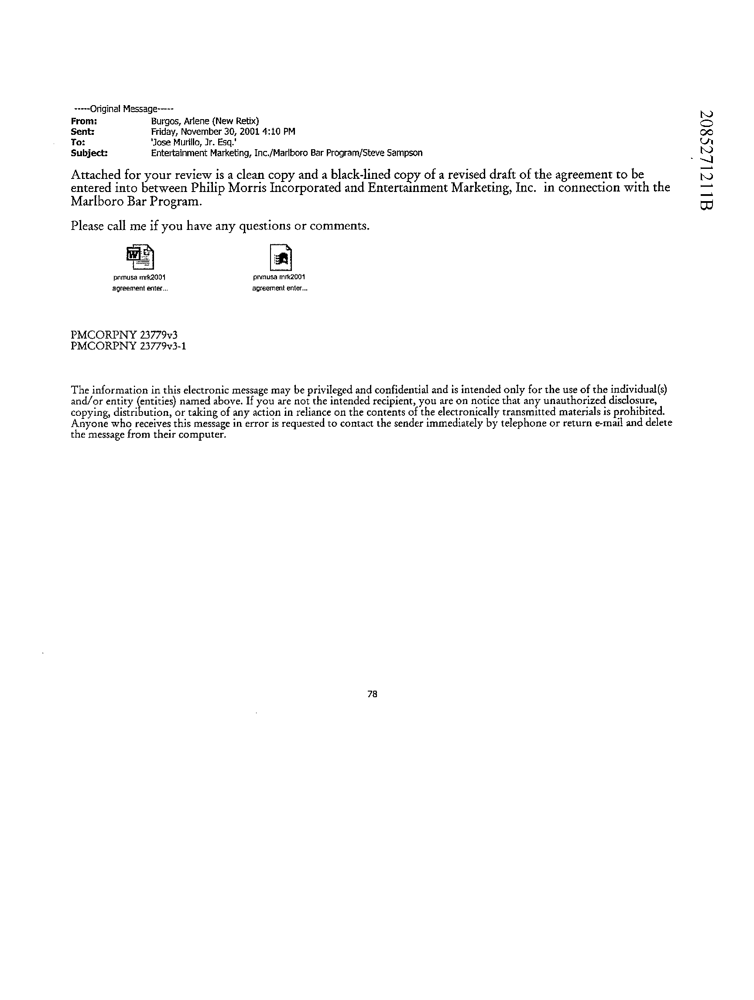 -----Original Message-----
From: Burgos, Arlene (New Retix)
Sent: Friday, November 30, 2001 4:10 PM
To: 'Jose Murillo, Jr. Esq.'
Subject: Entertainment Marketing, Inc./Marlboro Bar Program/Steve Sampson
Attached for your review is a clean copy and a black-lined copy of a revised draft of the agreement to be
entered into between Philip Morris Incorporated and Entertainment Marketing, Inc. in connection with the
Marlboro Bar Program.
Please call me if you have any questions or comments.
pnmusa mrk2001 pnmusa mrk2001
agreement enter... agreement enter...
PMCORPNY 23779v3
PMCORPNY 23779v3-1
The information in this electronic message may be privileged and confidential and is intended only for the use of the individual(s)
and/or entity (entities) named above. If you are not the intended recipient, you are on notice that any unauthorized disclosure,
copying, distribution, or taking of any action in reliance on the contents of the electronically transmitted materials is prohibited.
Anyone who receives this message in error is requested to contact the sender immediately by telephone or return e-mail and delete
the message from their computer.
78
2085271211B